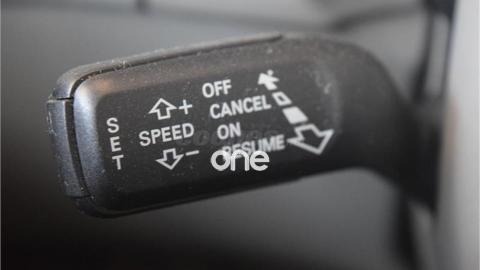 OFF
+ CANCEL
SET
SPEED ON
- RESUME
one